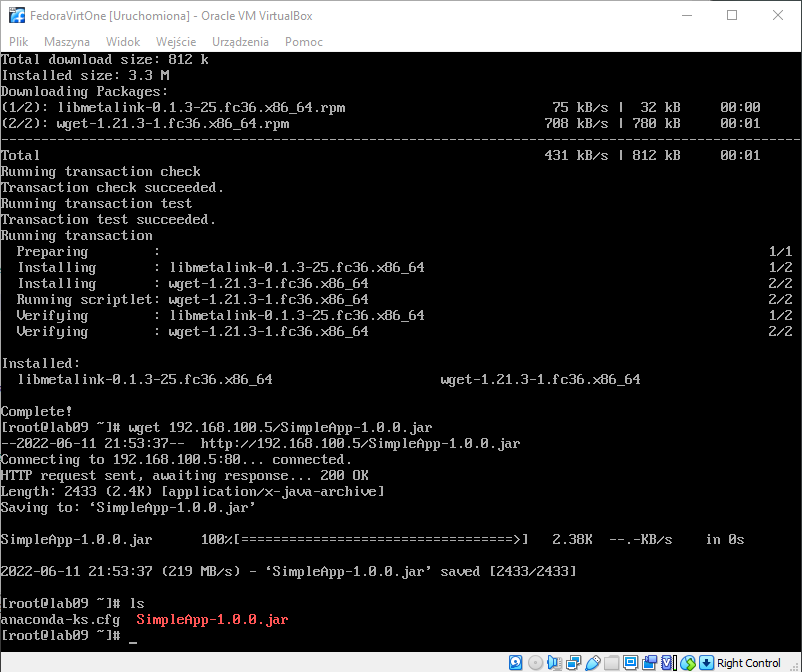 FedoraVirtOne [Uruchomiona] - Oracle VM VirtualBox
Plik Maszyna Widok Wejście Urządzenia Pomoc
Total download size: 812 k
Installed size: 3.3 M
Downloading Packages:
(1/2): libmetalink-0.1.3-25.fc36.x86_64.rpm 75 kB/s | 32 kB 00:00
(2/2): wget-1.21.3-1.fc36.x86_64.rpm 708 kB/s | 780 kB 00:01
--------------------------------------------------------------------------------
Total 431 kB/s | 812 kB 00:01
Running transaction check
Transaction check succeeded.
Running transaction test
Transaction test succeeded.
Running transaction
Preparing : 1/1
Installing : libmetalink-0.1.3-25.fc36.x86_64 1/2
Installing : wget-1.21.3-1.fc36.x86_64 2/2
Running scriptlet: wget-1.21.3-1.fc36.x86_64 2/2
Verifying : libmetalink-0.1.3-25.fc36.x86_64 1/2
Verifying : wget-1.21.3-1.fc36.x86_64 2/2
Installed:
libmetalink-0.1.3-25.fc36.x86_64 wget-1.21.3-1.fc36.x86_64
Complete!
[root@lab09 ~]# wget 192.168.100.5/SimpleApp-1.0.0.jar
--2022-06-11 21:53:37-- http://192.168.100.5/SimpleApp-1.0.0.jar
Connecting to 192.168.100.5:80... connected.
HTTP request sent, awaiting response... 200 OK
Length: 2433 (2.4K) [application/x-java-archive]
Saving to: ‘SimpleApp-1.0.0.jar’
SimpleApp-1.0.0.jar 100%[==================================>] 2.38K --.-KB/s in 0s
2022-06-11 21:53:37 (219 MB/s) - ‘SimpleApp-1.0.0.jar’ saved [2433/2433]
[root@lab09 ~]# ls
anaconda-ks.cfg SimpleApp-1.0.0.jar
[root@lab09 ~]# _
Right Control